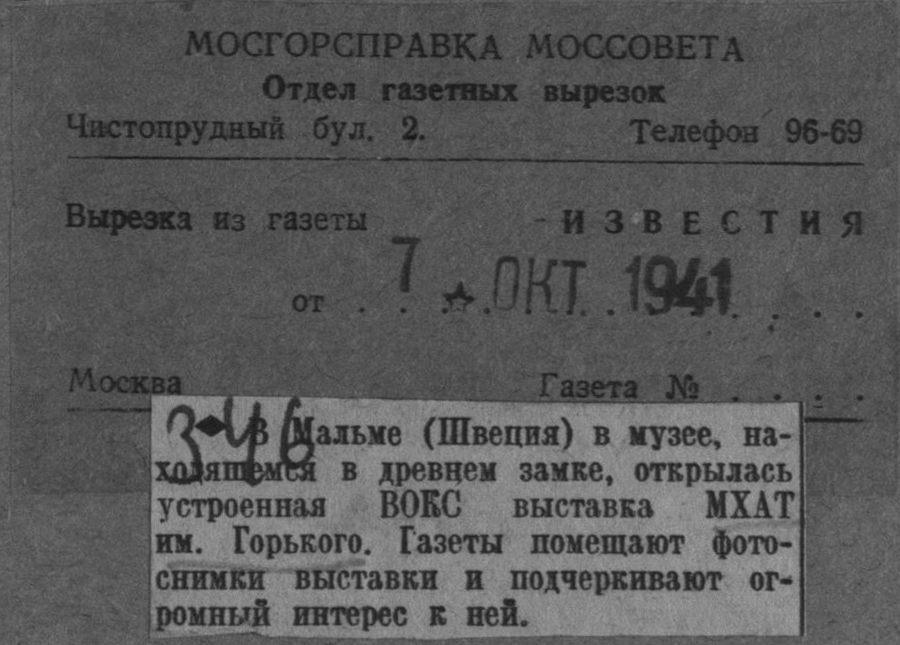 МОСГОРСПРАВКА МОССОВЕТА
Отдел газетных вырезок
Чистопрудный бул. 2. Телефон 96-69
Вырезка из газеты - ИЗВЕСТИЯ
от . . 7 ☆ ОКТ. 1941 . . . .
Москва Газета № . . . .
3-46
◆ В Мальме (Швеция) в музее, на-
ходящемся в древнем замке, открылась
устроенная ВОКС выставка МХАТ
им. Горького. Газеты помещают фото-
снимки выставки и подчеркивают ог-
ромный интерес к ней.